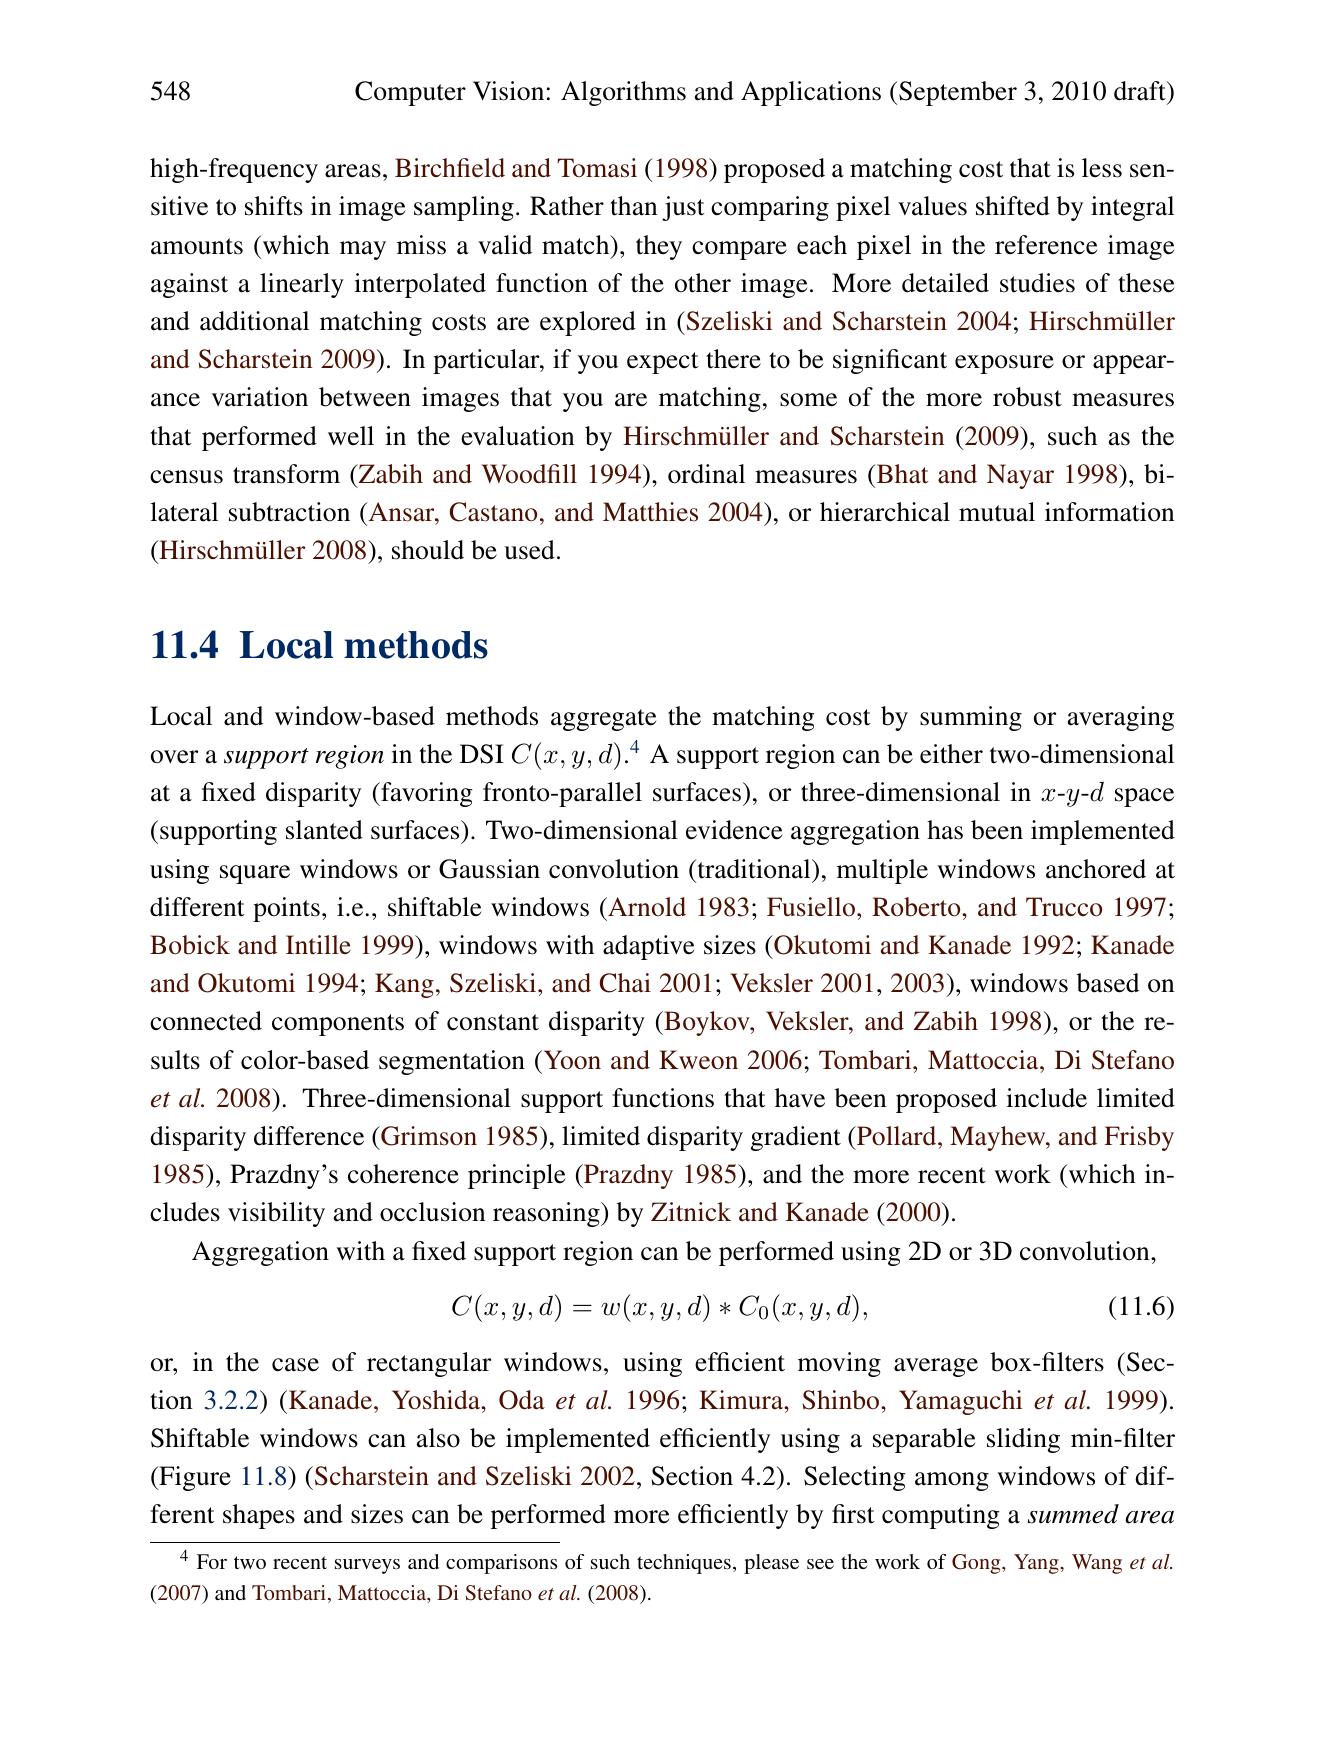 548 Computer Vision: Algorithms and Applications (September 3, 2010 draft)
high-frequency areas, Birchfield and Tomasi (1998) proposed a matching cost that is less sen-
sitive to shifts in image sampling. Rather than just comparing pixel values shifted by integral
amounts (which may miss a valid match), they compare each pixel in the reference image
against a linearly interpolated function of the other image. More detailed studies of these
and additional matching costs are explored in (Szeliski and Scharstein 2004; Hirschmüller
and Scharstein 2009). In particular, if you expect there to be significant exposure or appear-
ance variation between images that you are matching, some of the more robust measures
that performed well in the evaluation by Hirschmüller and Scharstein (2009), such as the
census transform (Zabih and Woodfill 1994), ordinal measures (Bhat and Nayar 1998), bi-
lateral subtraction (Ansar, Castano, and Matthies 2004), or hierarchical mutual information
(Hirschmüller 2008), should be used.
11.4 Local methods
Local and window-based methods aggregate the matching cost by summing or averaging
over a support region in the DSI C(x, y, d).⁴ A support region can be either two-dimensional
at a fixed disparity (favoring fronto-parallel surfaces), or three-dimensional in x-y-d space
(supporting slanted surfaces). Two-dimensional evidence aggregation has been implemented
using square windows or Gaussian convolution (traditional), multiple windows anchored at
different points, i.e., shiftable windows (Arnold 1983; Fusiello, Roberto, and Trucco 1997;
Bobick and Intille 1999), windows with adaptive sizes (Okutomi and Kanade 1992; Kanade
and Okutomi 1994; Kang, Szeliski, and Chai 2001; Veksler 2001, 2003), windows based on
connected components of constant disparity (Boykov, Veksler, and Zabih 1998), or the re-
sults of color-based segmentation (Yoon and Kweon 2006; Tombari, Mattoccia, Di Stefano
et al. 2008). Three-dimensional support functions that have been proposed include limited
disparity difference (Grimson 1985), limited disparity gradient (Pollard, Mayhew, and Frisby
1985), Prazdny's coherence principle (Prazdny 1985), and the more recent work (which in-
cludes visibility and occlusion reasoning) by Zitnick and Kanade (2000).
Aggregation with a fixed support region can be performed using 2D or 3D convolution,
C(x, y, d) = w(x, y, d) ∗ C₀(x, y, d), (11.6)
or, in the case of rectangular windows, using efficient moving average box-filters (Sec-
tion 3.2.2) (Kanade, Yoshida, Oda et al. 1996; Kimura, Shinbo, Yamaguchi et al. 1999).
Shiftable windows can also be implemented efficiently using a separable sliding min-filter
(Figure 11.8) (Scharstein and Szeliski 2002, Section 4.2). Selecting among windows of dif-
ferent shapes and sizes can be performed more efficiently by first computing a summed area
⁴ For two recent surveys and comparisons of such techniques, please see the work of Gong, Yang, Wang et al.
(2007) and Tombari, Mattoccia, Di Stefano et al. (2008).